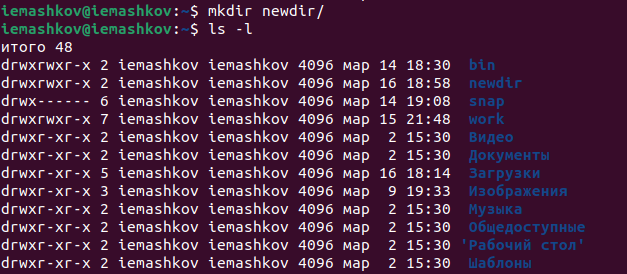 iemashkov@iemashkov:~$ mkdir newdir/
iemashkov@iemashkov:~$ ls -l
итого 48
drwxrwxr-x 2 iemashkov iemashkov 4096 мар 14 18:30 bin
drwxrwxr-x 2 iemashkov iemashkov 4096 мар 16 18:58 newdir
drwx------ 6 iemashkov iemashkov 4096 мар 14 19:08 snap
drwxrwxr-x 7 iemashkov iemashkov 4096 мар 15 21:48 work
drwxr-xr-x 2 iemashkov iemashkov 4096 мар  2 15:30 Видео
drwxr-xr-x 2 iemashkov iemashkov 4096 мар  2 15:30 Документы
drwxr-xr-x 5 iemashkov iemashkov 4096 мар 16 18:14 Загрузки
drwxr-xr-x 3 iemashkov iemashkov 4096 мар  9 19:33 Изображения
drwxr-xr-x 2 iemashkov iemashkov 4096 мар  2 15:30 Музыка
drwxr-xr-x 2 iemashkov iemashkov 4096 мар  2 15:30 Общедоступные
drwxr-xr-x 2 iemashkov iemashkov 4096 мар  2 15:30 'Рабочий стол'
drwxr-xr-x 2 iemashkov iemashkov 4096 мар  2 15:30 Шаблоны